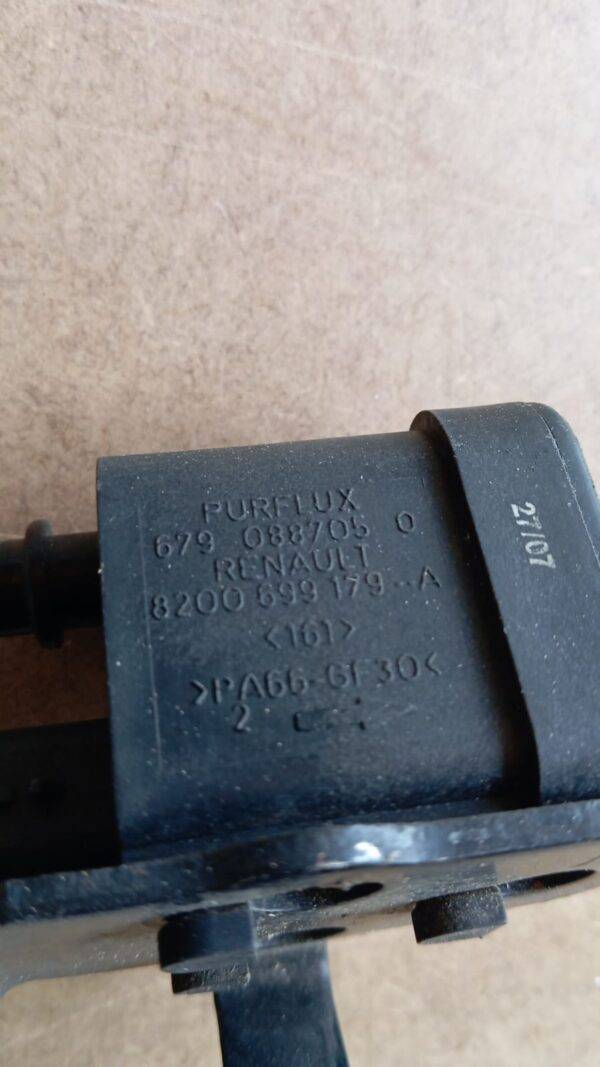 PURFLUX
679 088705 0
RENAULT
8200 699 179--A
<161>
>PA66-GF30<
2
27/07